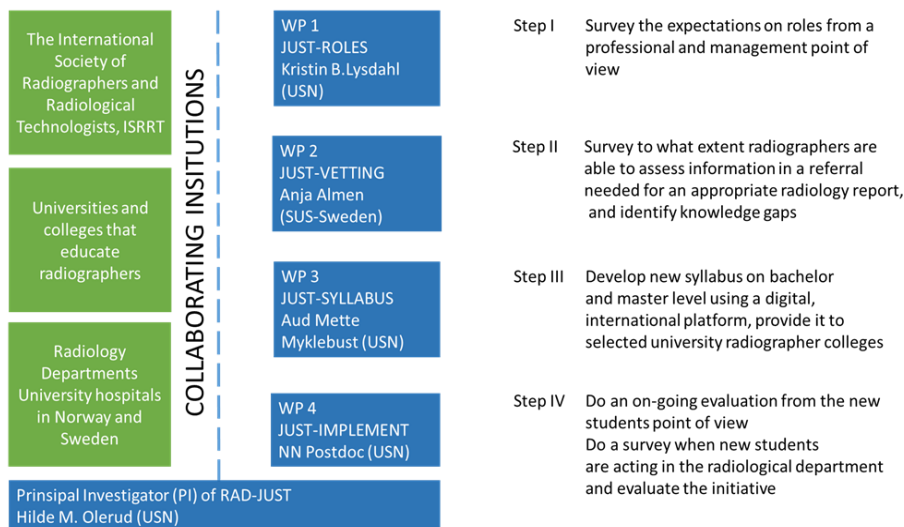 The International
Society of
Radiographers and
Radiological
Technologists, ISRRT
Universities and
colleges that
educate
radiographers
Radiology
Departments
University hospitals
in Norway and
Sweden
COLLABORATING INSITUTIONS
WP 1
JUST-ROLES
Kristin B.Lysdahl
(USN)
WP 2
JUST-VETTING
Anja Almen
(SUS-Sweden)
WP 3
JUST-SYLLABUS
Aud Mette
Myklebust (USN)
WP 4
JUST-IMPLEMENT
NN Postdoc (USN)
Prinsipal Investigator (PI) of RAD-JUST
Hilde M. Olerud (USN)
Step I Survey the expectations on roles from a
professional and management point of
view
Step II Survey to what extent radiographers are
able to assess information in a referral
needed for an appropriate radiology report,
and identify knowledge gaps
Step III Develop new syllabus on bachelor
and master level using a digital,
international platform, provide it to
selected university radiographer colleges
Step IV Do an on-going evaluation from the new
students point of view
Do a survey when new students
are acting in the radiological department
and evaluate the initiative